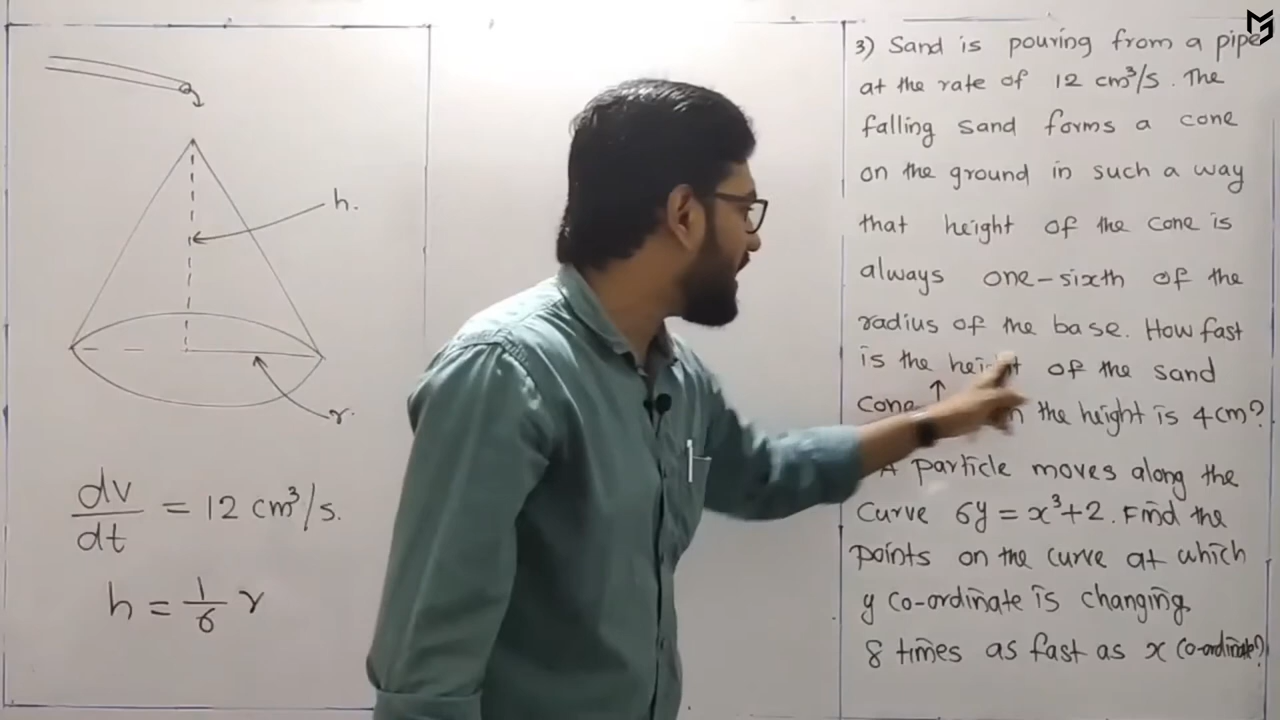 h.
r.
dv/dt = 12 cm³/s.
h = 1/6 r
3) Sand is pouring from a pipe
at the rate of 12 cm³/s. The
falling sand forms a cone
on the ground in such a way
that height of the cone is
always one-sixth of the
radius of the base. How fast
is the height of the sand
cone the height is 4cm?
A particle moves along the
curve 6y = x³+2. Find the
points on the curve at which
y co-ordinate is changing
8 times as fast as x co-ordinate?